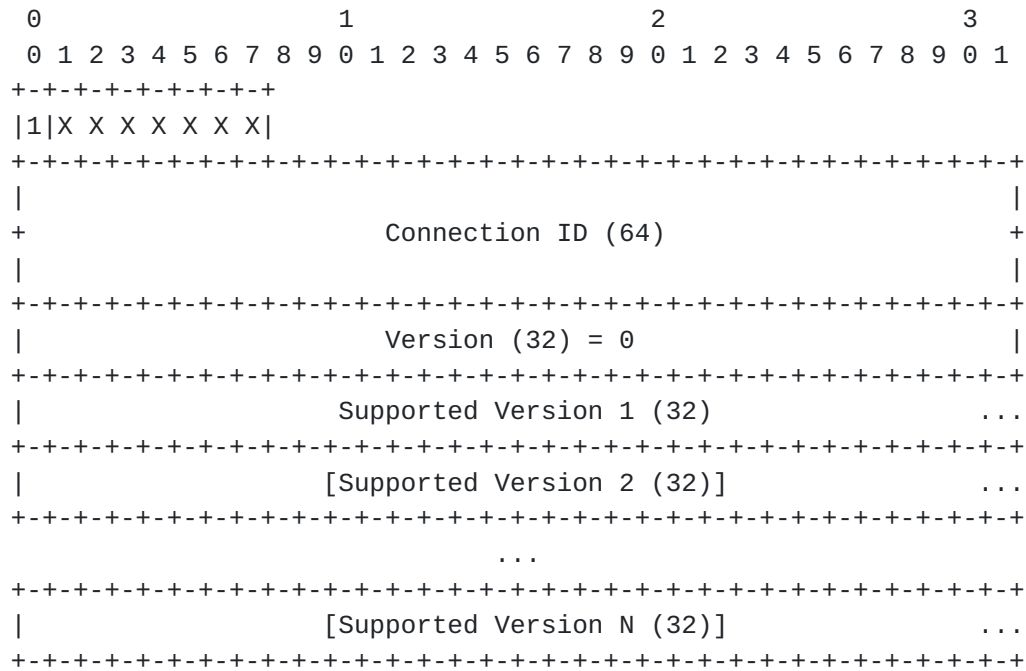 0                   1                   2                   3
 0 1 2 3 4 5 6 7 8 9 0 1 2 3 4 5 6 7 8 9 0 1 2 3 4 5 6 7 8 9 0 1
+-+-+-+-+-+-+-+-+
|1|X X X X X X X|
+-+-+-+-+-+-+-+-+-+-+-+-+-+-+-+-+-+-+-+-+-+-+-+-+-+-+-+-+-+-+-+-+
|                                                               |
+                       Connection ID (64)                      +
|                                                               |
+-+-+-+-+-+-+-+-+-+-+-+-+-+-+-+-+-+-+-+-+-+-+-+-+-+-+-+-+-+-+-+-+
|                       Version (32) = 0                        |
+-+-+-+-+-+-+-+-+-+-+-+-+-+-+-+-+-+-+-+-+-+-+-+-+-+-+-+-+-+-+-+-+
|                    Supported Version 1 (32)                 ...
+-+-+-+-+-+-+-+-+-+-+-+-+-+-+-+-+-+-+-+-+-+-+-+-+-+-+-+-+-+-+-+-+
|                   [Supported Version 2 (32)]                ...
+-+-+-+-+-+-+-+-+-+-+-+-+-+-+-+-+-+-+-+-+-+-+-+-+-+-+-+-+-+-+-+-+
                               ...
+-+-+-+-+-+-+-+-+-+-+-+-+-+-+-+-+-+-+-+-+-+-+-+-+-+-+-+-+-+-+-+-+
|                   [Supported Version N (32)]                ...
+-+-+-+-+-+-+-+-+-+-+-+-+-+-+-+-+-+-+-+-+-+-+-+-+-+-+-+-+-+-+-+-+